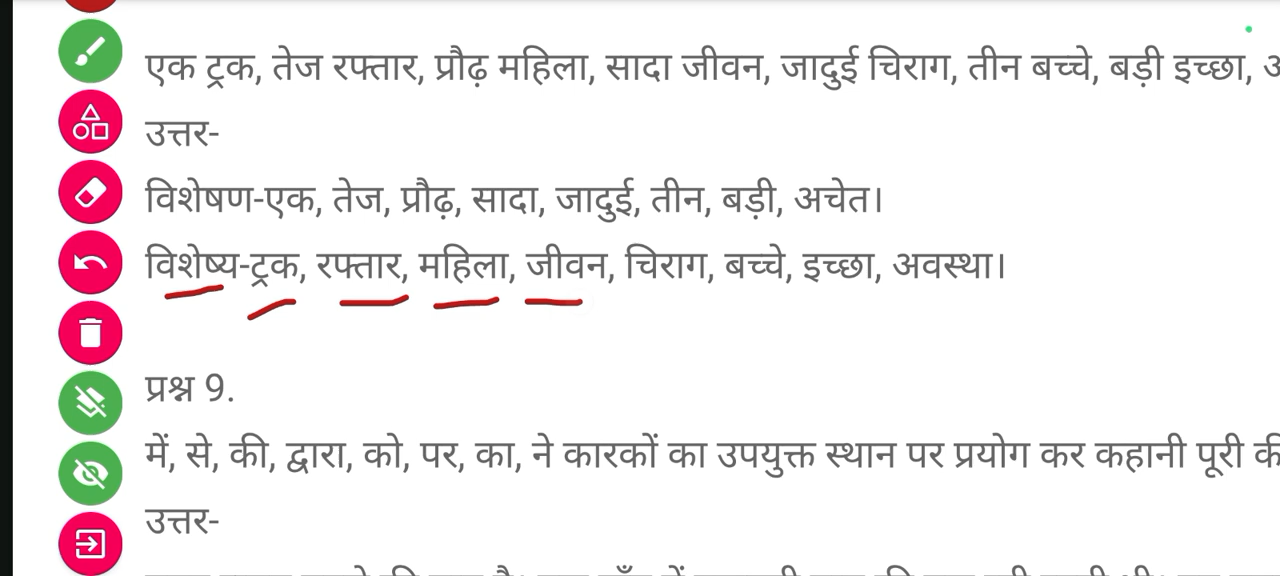 एक ट्रक, तेज रफ्तार, प्रौढ़ महिला, सादा जीवन, जादुई चिराग, तीन बच्चे, बड़ी इच्छा,
उत्तर-
विशेषण-एक, तेज, प्रौढ़, सादा, जादुई, तीन, बड़ी, अचेत।
विशेष्य-ट्रक, रफ्तार, महिला, जीवन, चिराग, बच्चे, इच्छा, अवस्था।
प्रश्न 9.
में, से, की, द्वारा, को, पर, का, ने कारकों का उपयुक्त स्थान पर प्रयोग कर कहानी पूरी
उत्तर-